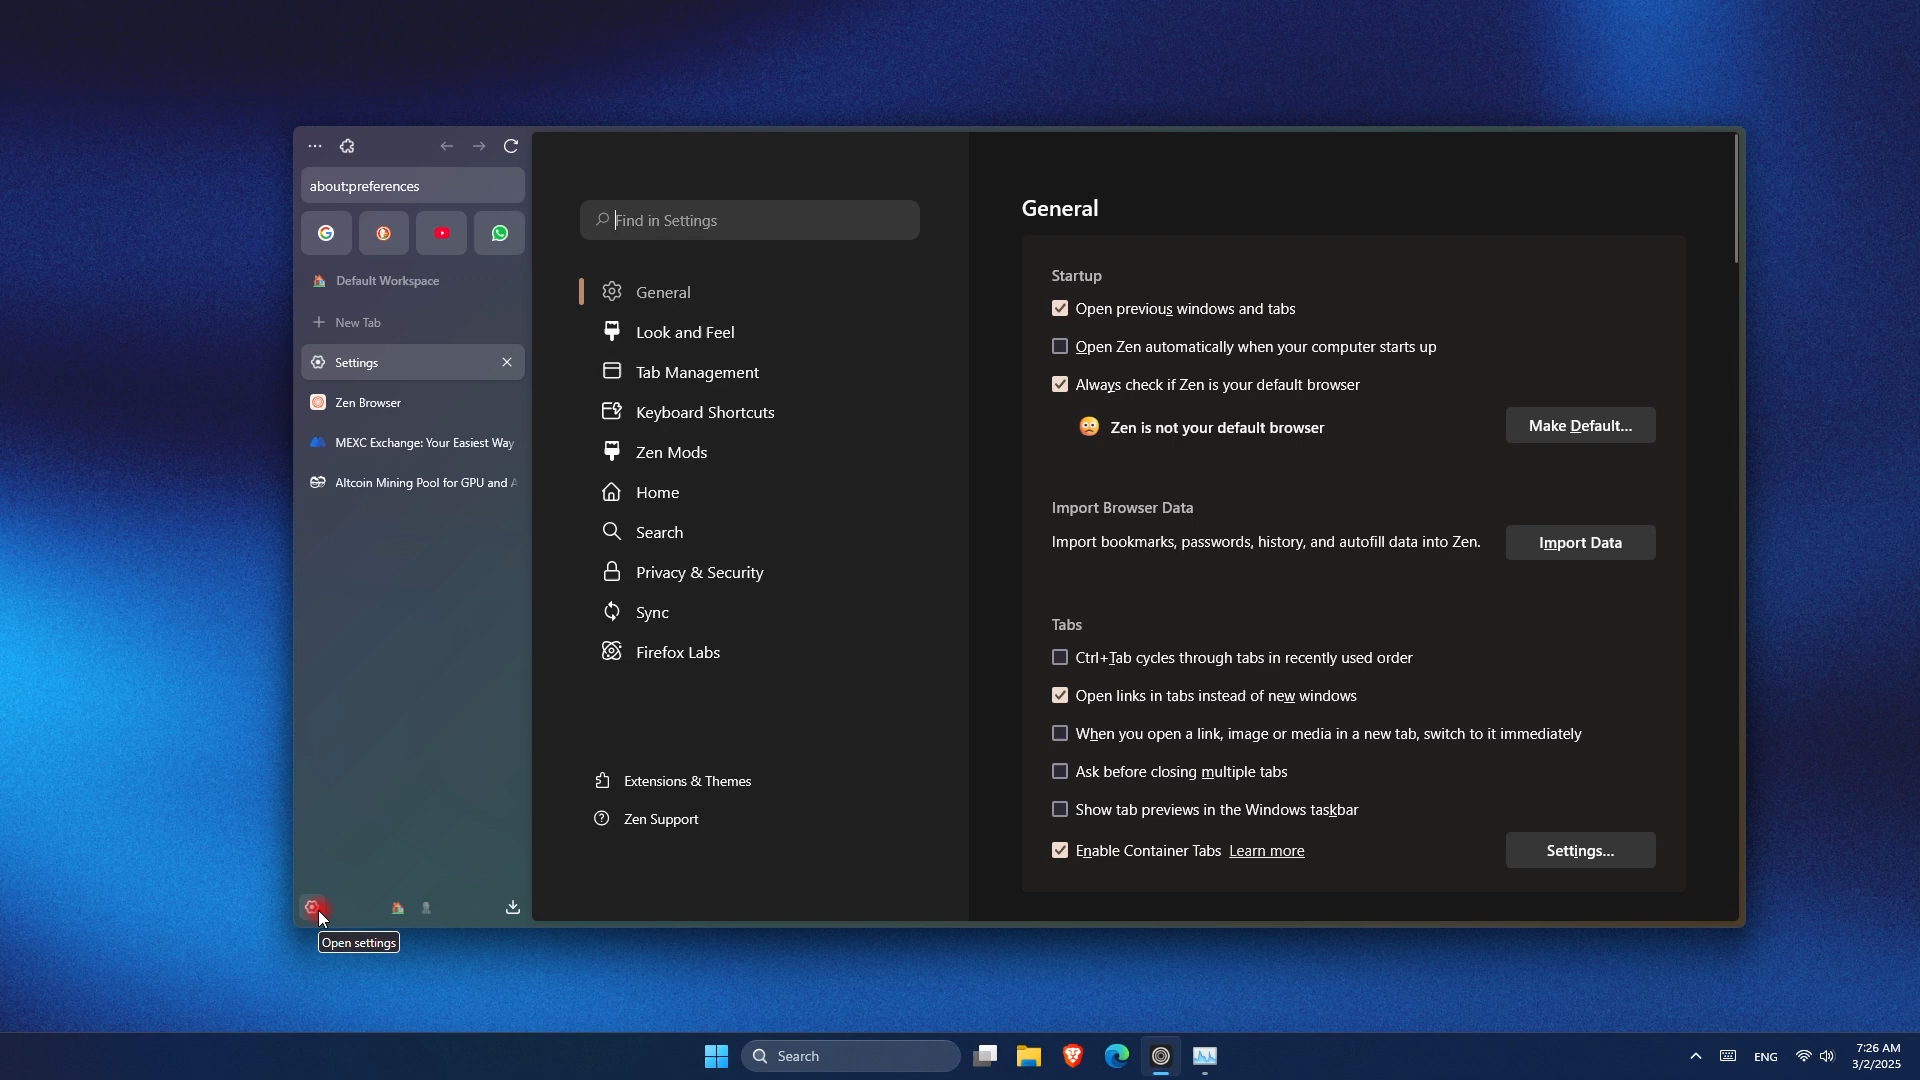 about:preferences
Default Workspace
New Tab
Settings
Zen Browser
MEXC Exchange: Your Easiest Way
Altcoin Mining Pool for GPU and A
Open settings
Find in Settings
General
Look and Feel
Tab Management
Keyboard Shortcuts
Zen Mods
Home
Search
Privacy & Security
Sync
Firefox Labs
Extensions & Themes
Zen Support
General
Startup
Open previous windows and tabs
Open Zen automatically when your computer starts up
Always check if Zen is your default browser
Zen is not your default browser
Make Default...
Import Browser Data
Import bookmarks, passwords, history, and autofill data into Zen.
Import Data
Tabs
Ctrl+Tab cycles through tabs in recently used order
Open links in tabs instead of new windows
When you open a link, image or media in a new tab, switch to it immediately
Ask before closing multiple tabs
Show tab previews in the Windows taskbar
Enable Container Tabs Learn more
Settings...
Search
ENG
7:26 AM
3/2/2025